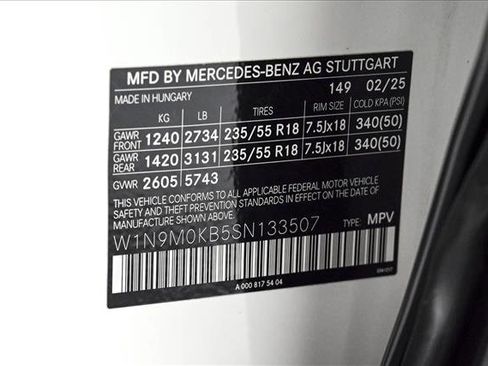 MFD BY MERCEDES-BENZ AG STUTTGART
MADE IN HUNGARY 149 02/25
KG LB TIRES RIM SIZE COLD KPA (PSI)
GAWR FRONT 1240 2734 235/55 R18 7.5Jx18 340(50)
GAWR REAR 1420 3131 235/55 R18 7.5Jx18 340(50)
GVWR 2605 5743
THIS VEHICLE CONFORMS TO ALL APPLICABLE FEDERAL MOTOR VEHICLE
SAFETY, BUMPER AND THEFT PREVENTION STANDARDS IN EFFECT ON THE
DATE OF MANUFACTURE SHOWN ABOVE.
W1N9M0KB5SN133507 TYPE: MPV
A 000 817 54 04